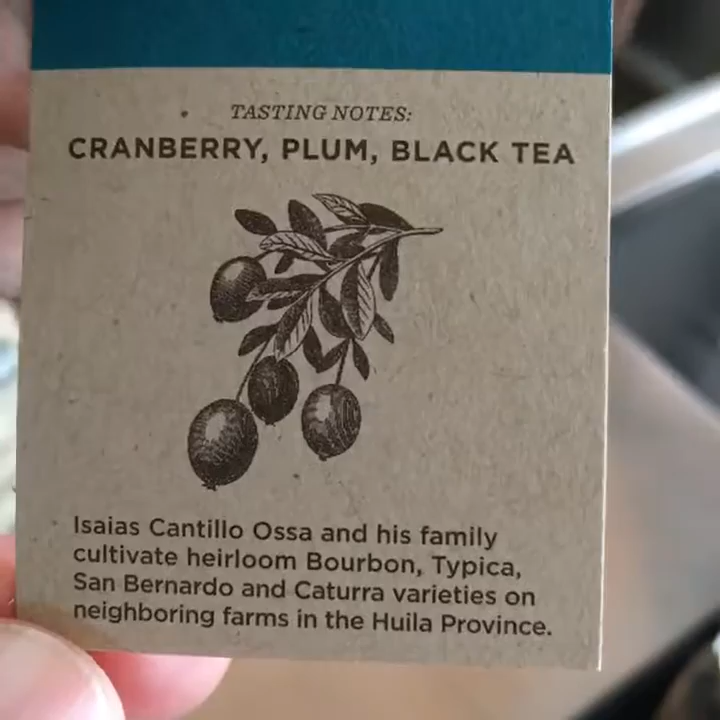 TASTING NOTES:
CRANBERRY, PLUM, BLACK TEA
Isaias Cantillo Ossa and his family
cultivate heirloom Bourbon, Typica,
San Bernardo and Caturra varieties on
neighboring farms in the Huila Province.